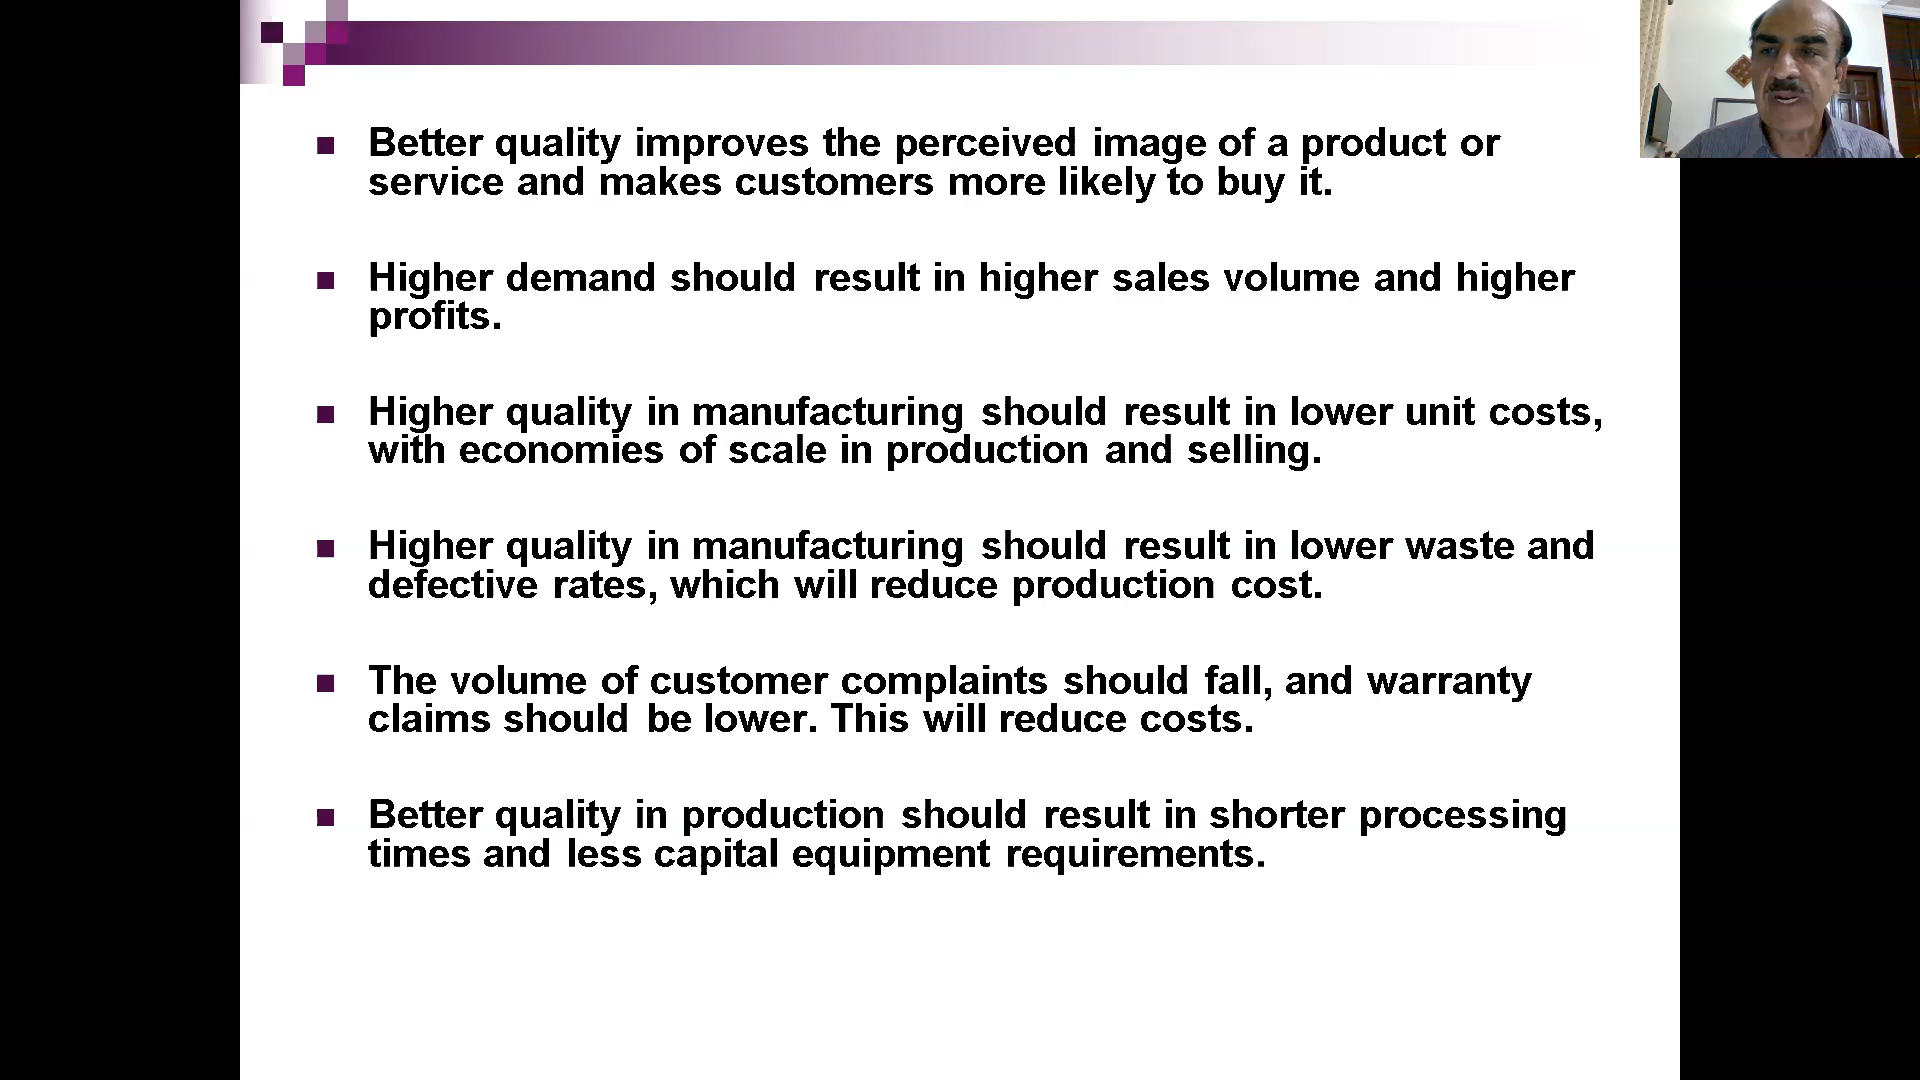 Better quality improves the perceived image of a product or
service and makes customers more likely to buy it.
Higher demand should result in higher sales volume and higher
profits.
Higher quality in manufacturing should result in lower unit costs,
with economies of scale in production and selling.
Higher quality in manufacturing should result in lower waste and
defective rates, which will reduce production cost.
The volume of customer complaints should fall, and warranty
claims should be lower. This will reduce costs.
Better quality in production should result in shorter processing
times and less capital equipment requirements.